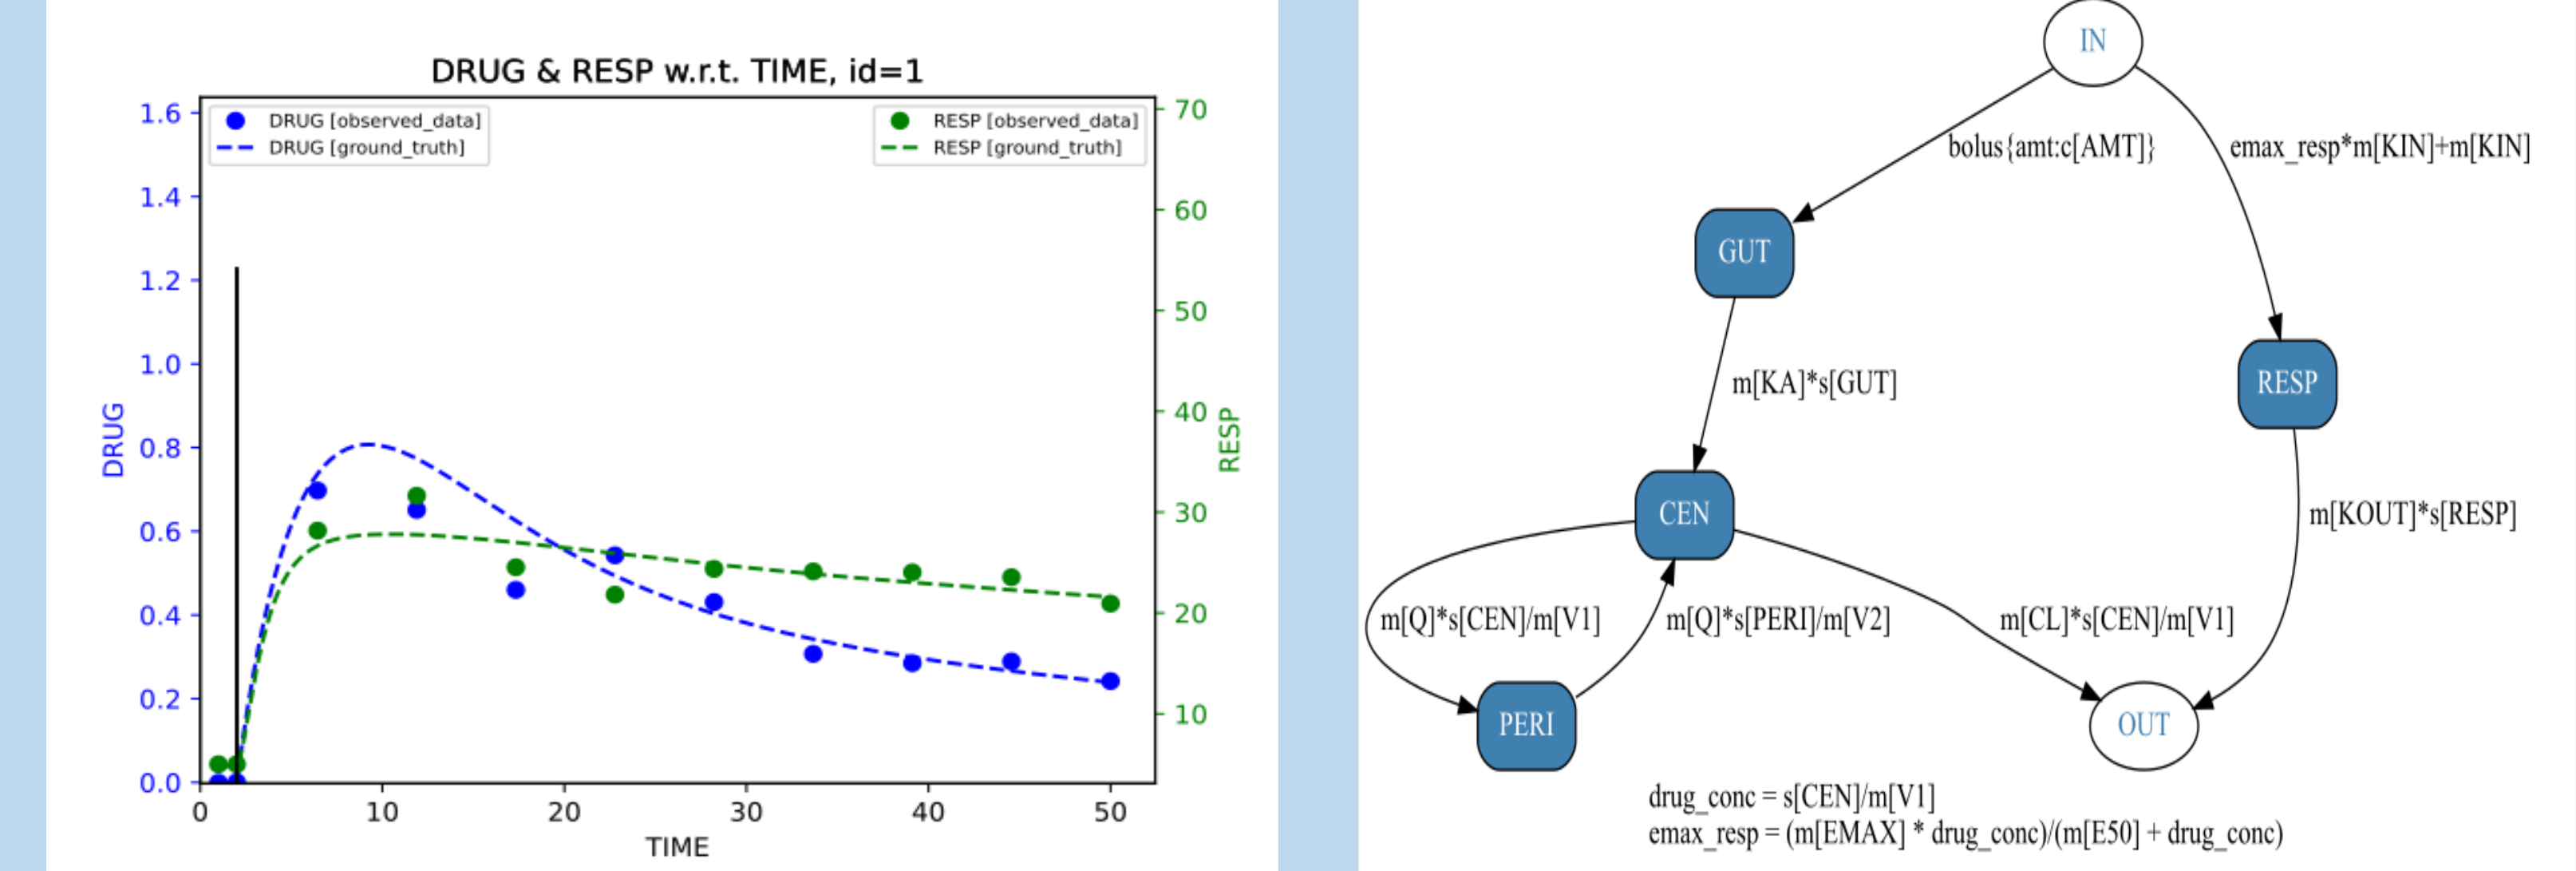 DRUG & RESP w.r.t. TIME, id=1
DRUG [observed_data]
DRUG [ground_truth]
RESP [observed_data]
RESP [ground_truth]
1.6
1.4
1.2
1.0
0.8
0.6
0.4
0.2
0.0
DRUG
70
60
50
40
30
20
10
RESP
0 10 20 30 40 50
TIME
IN
bolus{amt:c[AMT]}
emax_resp*m[KIN]+m[KIN]
GUT
m[KA]*s[GUT]
RESP
CEN
m[KOUT]*s[RESP]
m[Q]*s[CEN]/m[V1]
m[Q]*s[PERI]/m[V2]
m[CL]*s[CEN]/m[V1]
PERI
OUT
drug_conc = s[CEN]/m[V1]
emax_resp = (m[EMAX] * drug_conc)/(m[E50] + drug_conc)